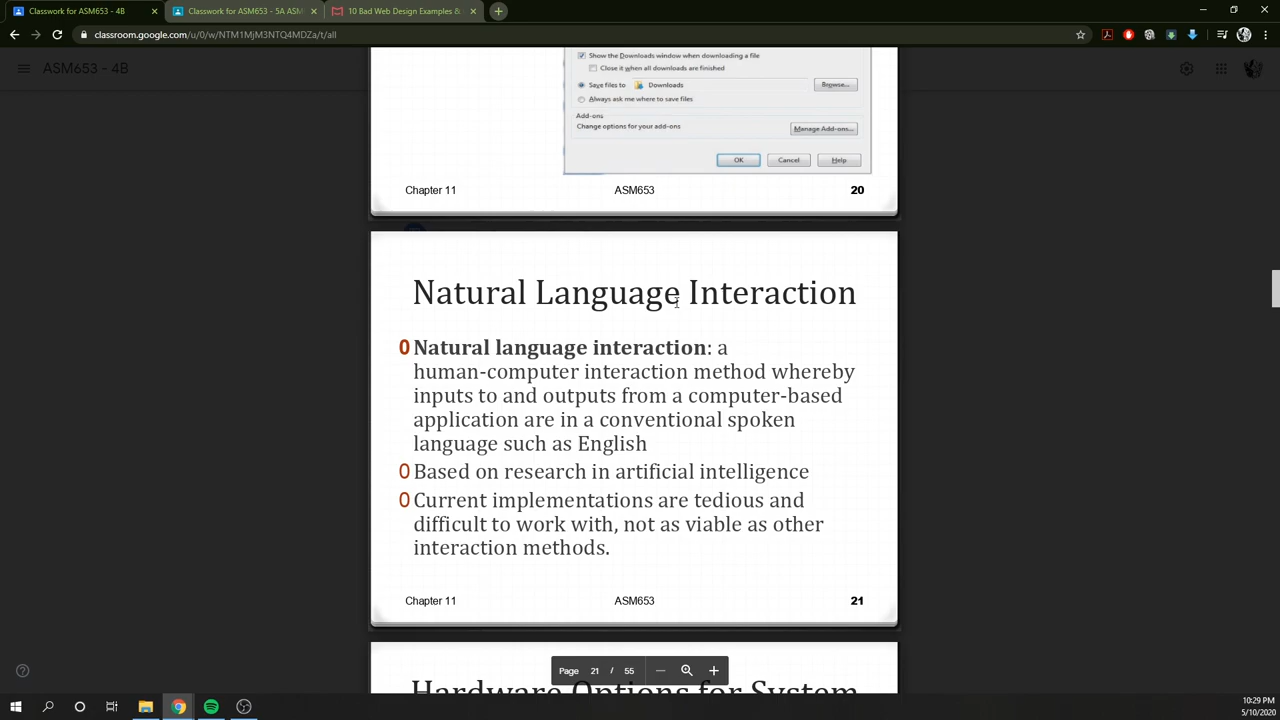 Classwork for ASM653 - 4B
Classwork for ASM653 - 5A ASM
10 Bad Web Design Examples &
classroom.google.com/u/0/w/NTM1MjM3NTQ4MDZa/t/all
ASM653 - 4B
Show the Downloads window when downloading a file
Close it when all downloads are finished
Save files to Downloads Browse...
Always ask me where to save files
Add-ons
Change options for your add-ons Manage Add-ons...
OK Cancel Help
Chapter 11 ASM653 20
Natural Language Interaction
Natural language interaction: a
human-computer interaction method whereby
inputs to and outputs from a computer-based
application are in a conventional spoken
language such as English
Based on research in artificial intelligence
Current implementations are tedious and
difficult to work with, not as viable as other
interaction methods.
Chapter 11 ASM653 21
Page 21 / 55
Hardware Options for System
10:29 PM
5/10/2020